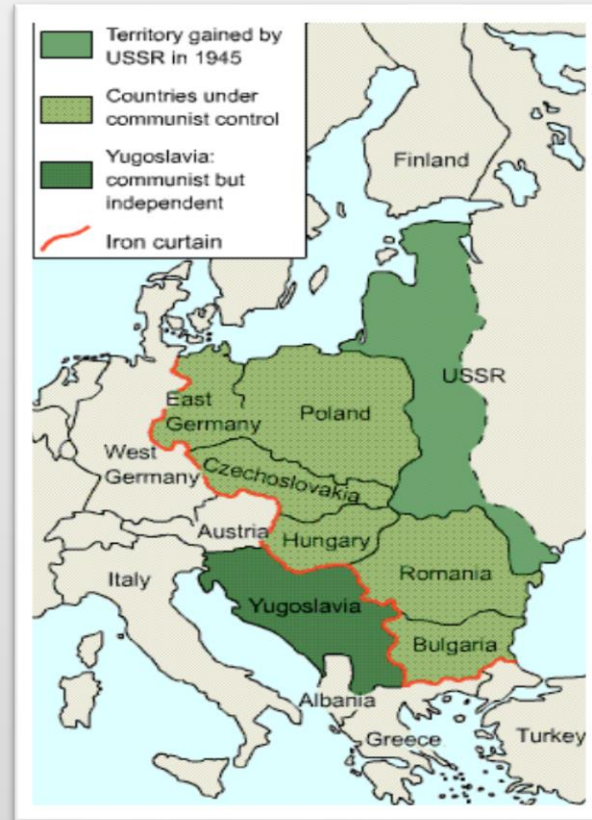 Territory gained by
USSR in 1945
Countries under
communist control
Yugoslavia:
communist but
independent
Iron curtain
Finland
USSR
East
Germany
Poland
West
Germany
Czechoslovakia
Austria
Hungary
Romania
Italy
Yugoslavia
Bulgaria
Albania
Greece
Turkey